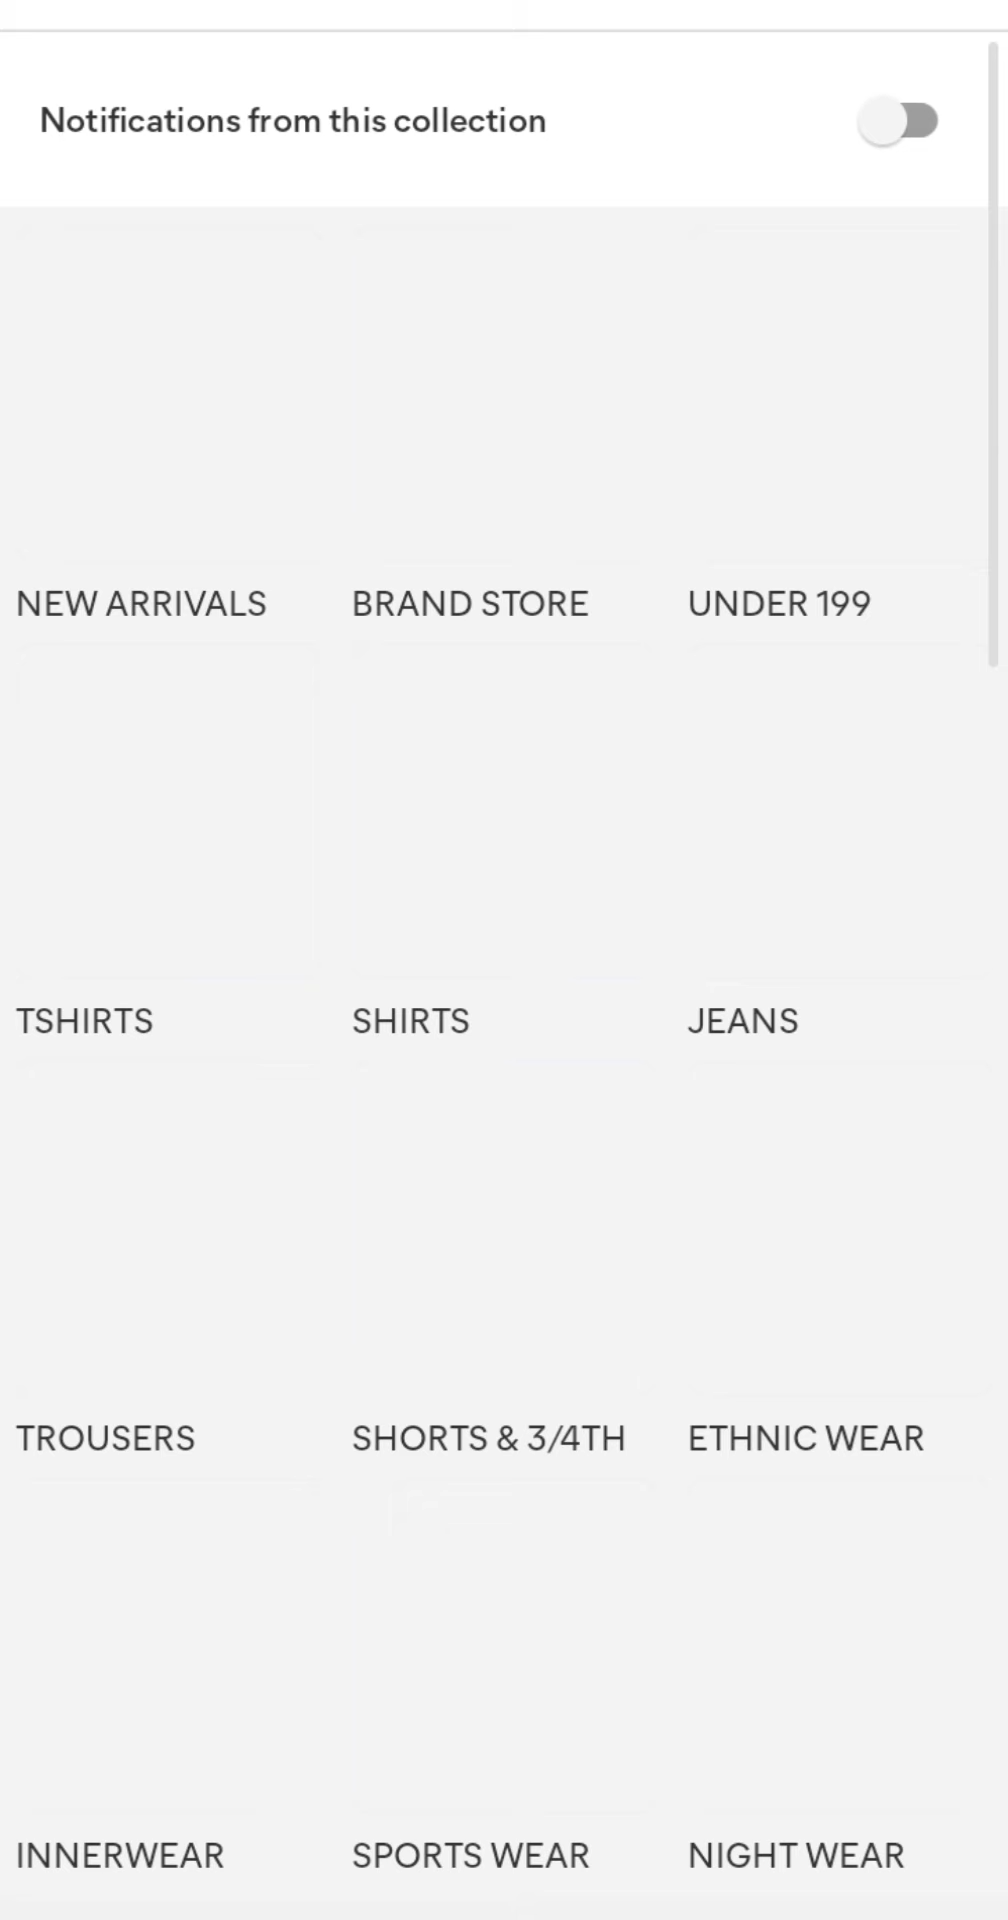 Notifications from this collection
NEW ARRIVALS
BRAND STORE
UNDER 199
TSHIRTS
SHIRTS
JEANS
TROUSERS
SHORTS & 3/4TH
ETHNIC WEAR
INNERWEAR
SPORTS WEAR
NIGHT WEAR